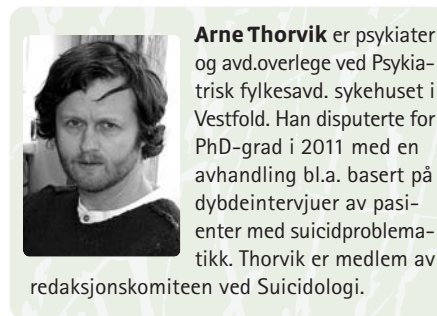 Arne Thorvik er psykiater
og avd.overlege ved Psykia-
trisk fylkesavd. sykehuset i
Vestfold. Han disputerte for
PhD-grad i 2011 med en
avhandling bl.a. basert på
dybdeintervjuer av pasi-
enter med suicidproblema-
tikk. Thorvik er medlem av
redaksjonskomiteen ved Suicidologi.